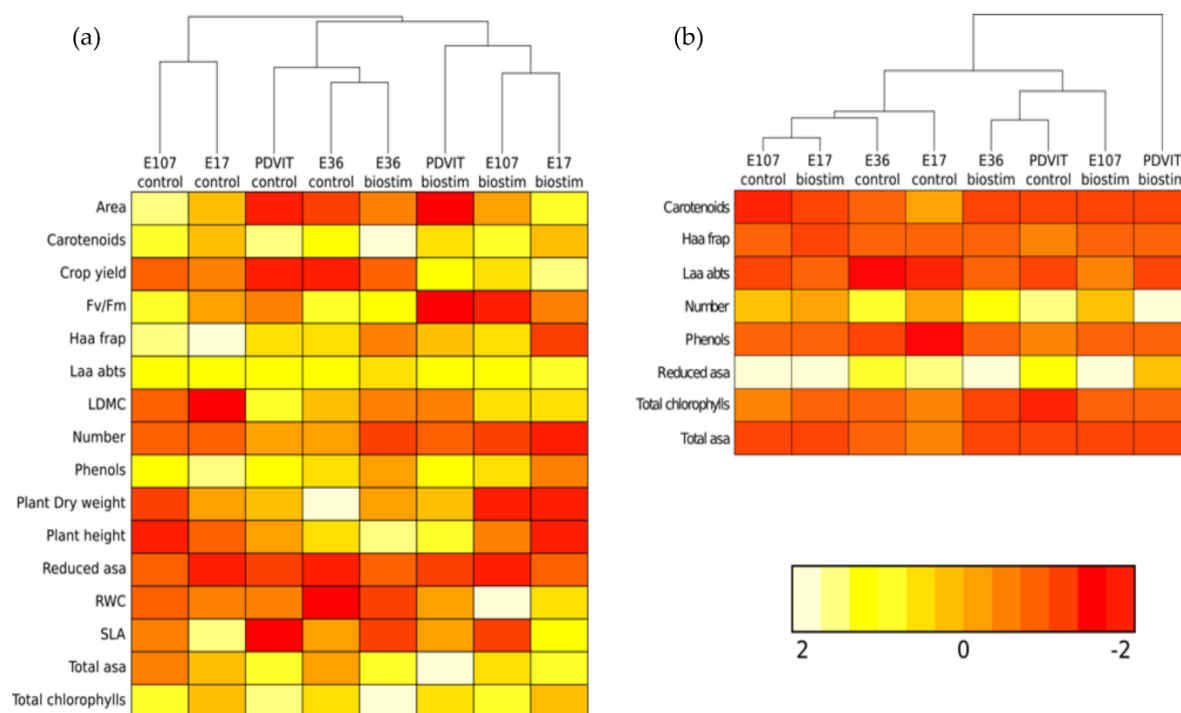 (a)
E107 E17 PDVIT E36 E36 PDVIT E107 E17
control control control control biostim biostim biostim biostim
Area
Carotenoids
Crop yield
Fv/Fm
Haa frap
Laa abts
LDMC
Number
Phenols
Plant Dry weight
Plant height
Reduced asa
RWC
SLA
Total asa
Total chlorophylls
(b)
E107 E17 E36 E17 E36 PDVIT E107 PDVIT
control biostim control control biostim control biostim biostim
Carotenoids
Haa frap
Laa abts
Number
Phenols
Reduced asa
Total chlorophylls
Total asa
2 0 -2